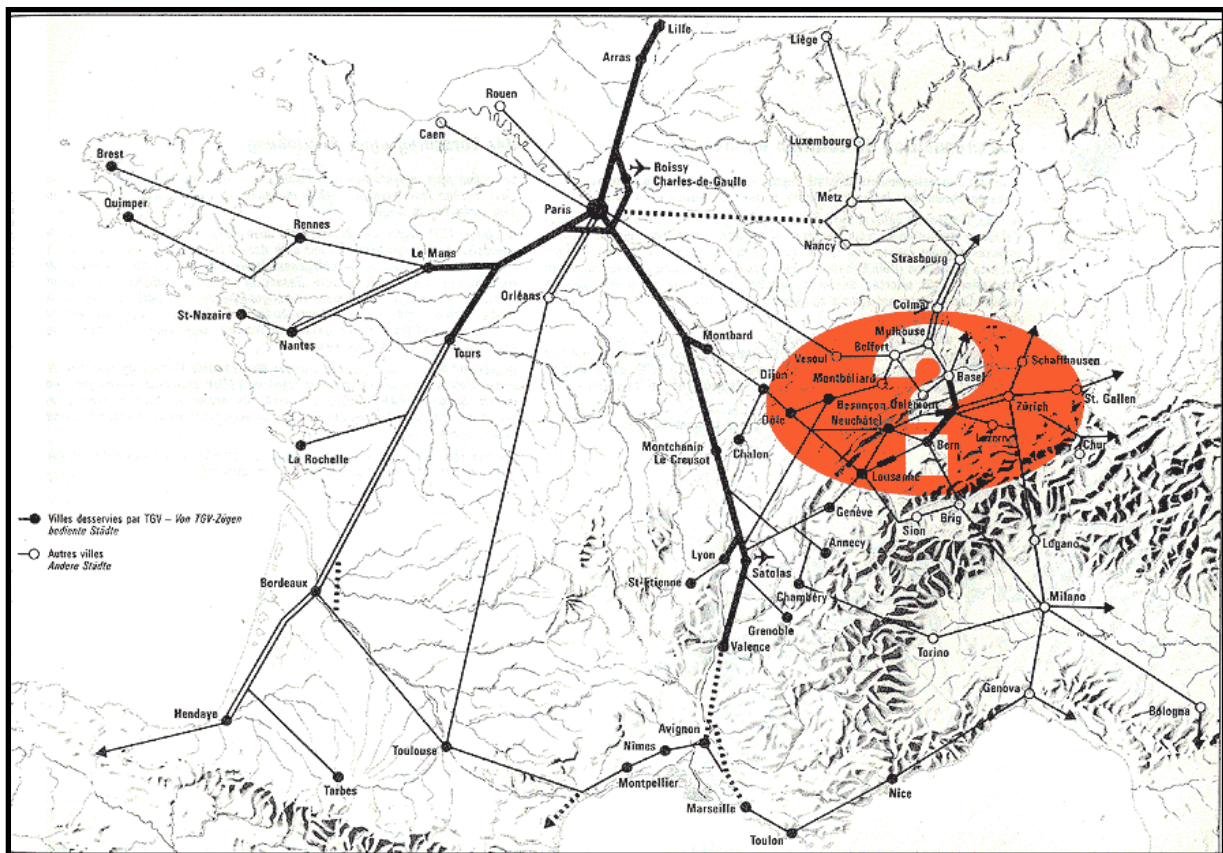 Lille
Liège
Arras
Rouen
Caen
Luxembourg
Brest
Roissy
Charles-de-Gaulle
Metz
Quimper
Paris
Rennes
Nancy
Le Mans
Strasbourg
Orléans
Colmar
St-Nazaire
Nantes
Tours
Montbard
Mulhouse
Belfort
Vesoul
Schaffhausen
Dijon
Montbéliard
Basel
Besançon
Delémont
Zürich
St. Gallen
Dôle
Neuchâtel
La Rochelle
Montchanin
Le Creusot
Chalon
Bern
Luzern
Chur
Lausanne
Villes desservies par TGV – Von TGV-Zügen
bediente Städte
Genève
Sion
Brig
Autres villes
Andere Städte
Annecy
Lugano
Lyon
Satolas
St-Etienne
Bordeaux
Chambéry
Milano
Grenoble
Valence
Torino
Genova
Hendaye
Bologna
Avignon
Toulouse
Nîmes
Tarbes
Montpellier
Nice
Marseille
Toulon